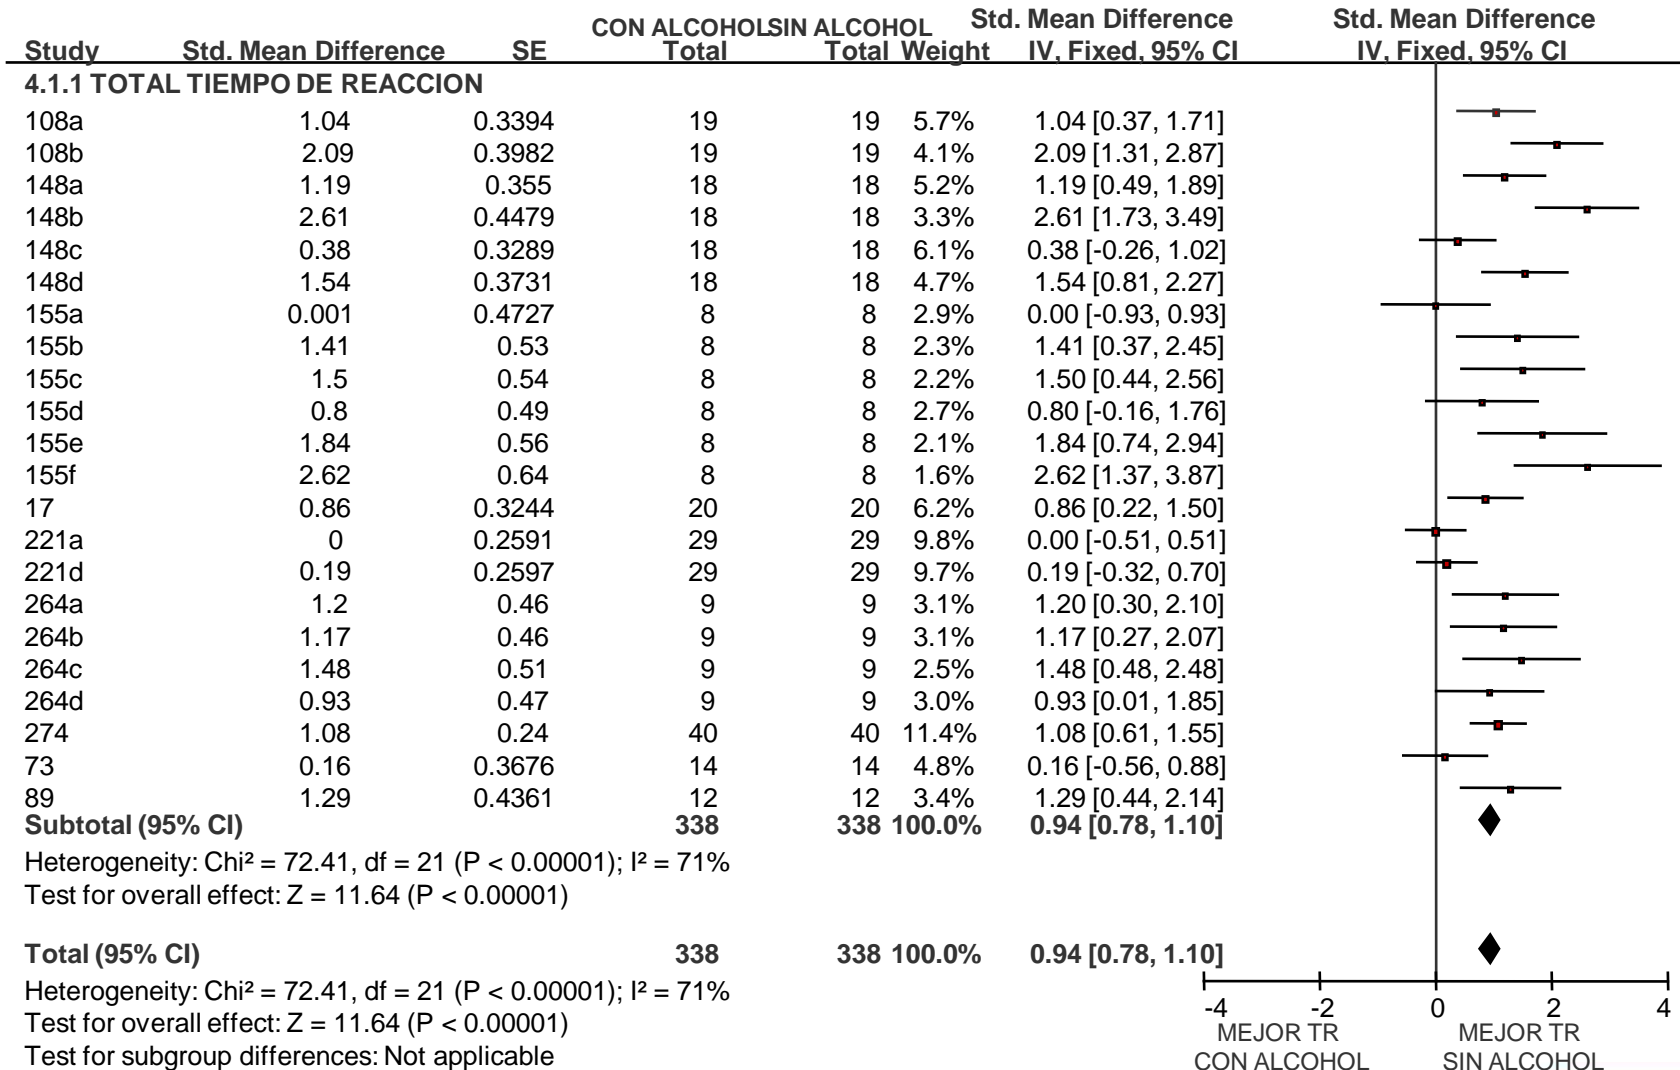 CON ALCOHOL SIN ALCOHOL Std. Mean Difference Std. Mean Difference
Study Std. Mean Difference SE Total Total Weight IV, Fixed, 95% CI IV, Fixed, 95% CI
4.1.1 TOTAL TIEMPO DE REACCION
108a 1.04 0.3394 19 19 5.7% 1.04 [0.37, 1.71]
108b 2.09 0.3982 19 19 4.1% 2.09 [1.31, 2.87]
148a 1.19 0.355 18 18 5.2% 1.19 [0.49, 1.89]
148b 2.61 0.4479 18 18 3.3% 2.61 [1.73, 3.49]
148c 0.38 0.3289 18 18 6.1% 0.38 [-0.26, 1.02]
148d 1.54 0.3731 18 18 4.7% 1.54 [0.81, 2.27]
155a 0.001 0.4727 8 8 2.9% 0.00 [-0.93, 0.93]
155b 1.41 0.53 8 8 2.3% 1.41 [0.37, 2.45]
155c 1.5 0.54 8 8 2.2% 1.50 [0.44, 2.56]
155d 0.8 0.49 8 8 2.7% 0.80 [-0.16, 1.76]
155e 1.84 0.56 8 8 2.1% 1.84 [0.74, 2.94]
155f 2.62 0.64 8 8 1.6% 2.62 [1.37, 3.87]
17 0.86 0.3244 20 20 6.2% 0.86 [0.22, 1.50]
221a 0 0.2591 29 29 9.8% 0.00 [-0.51, 0.51]
221d 0.19 0.2597 29 29 9.7% 0.19 [-0.32, 0.70]
264a 1.2 0.46 9 9 3.1% 1.20 [0.30, 2.10]
264b 1.17 0.46 9 9 3.1% 1.17 [0.27, 2.07]
264c 1.48 0.51 9 9 2.5% 1.48 [0.48, 2.48]
264d 0.93 0.47 9 9 3.0% 0.93 [0.01, 1.85]
274 1.08 0.24 40 40 11.4% 1.08 [0.61, 1.55]
73 0.16 0.3676 14 14 4.8% 0.16 [-0.56, 0.88]
89 1.29 0.4361 12 12 3.4% 1.29 [0.44, 2.14]
Subtotal (95% CI) 338 338 100.0% 0.94 [0.78, 1.10]
Heterogeneity: Chi² = 72.41, df = 21 (P < 0.00001); I² = 71%
Test for overall effect: Z = 11.64 (P < 0.00001)
Total (95% CI) 338 338 100.0% 0.94 [0.78, 1.10]
Heterogeneity: Chi² = 72.41, df = 21 (P < 0.00001); I² = 71%
Test for overall effect: Z = 11.64 (P < 0.00001)
Test for subgroup differences: Not applicable
-4 -2 0 2 4
MEJOR TR MEJOR TR
CON ALCOHOL SIN ALCOHOL